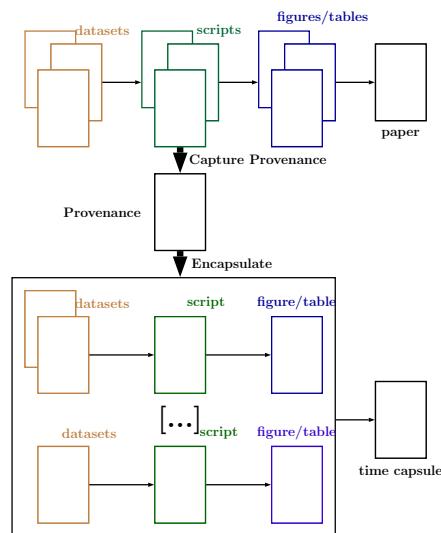 figures/tables
datasets
scripts
paper
Capture Provenance
Provenance
Encapsulate
datasets
script
figure/table
[...]
datasets
script
figure/table
time capsule